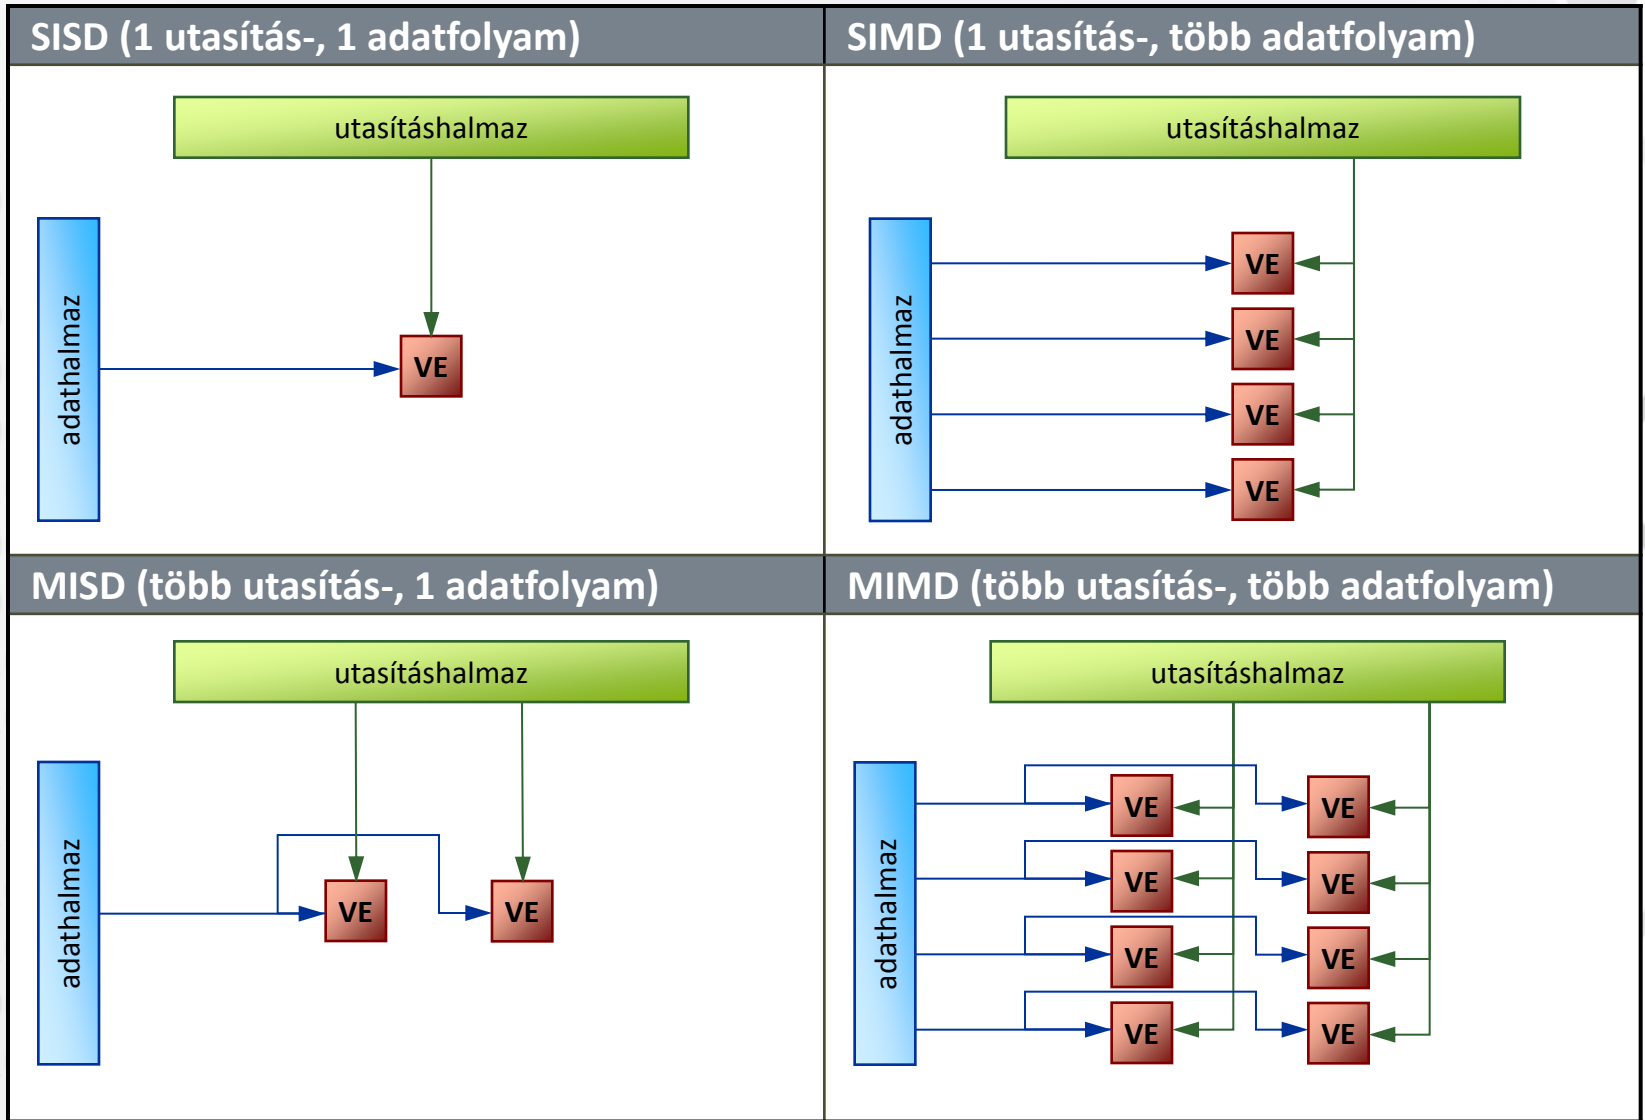 SISD (1 utasítás-, 1 adatfolyam)
utasításhalmaz
adathalmaz
VE
SIMD (1 utasítás-, több adatfolyam)
utasításhalmaz
adathalmaz
VE
VE
VE
VE
MISD (több utasítás-, 1 adatfolyam)
utasításhalmaz
adathalmaz
VE
VE
MIMD (több utasítás-, több adatfolyam)
utasításhalmaz
adathalmaz
VE
VE
VE
VE
VE
VE
VE
VE